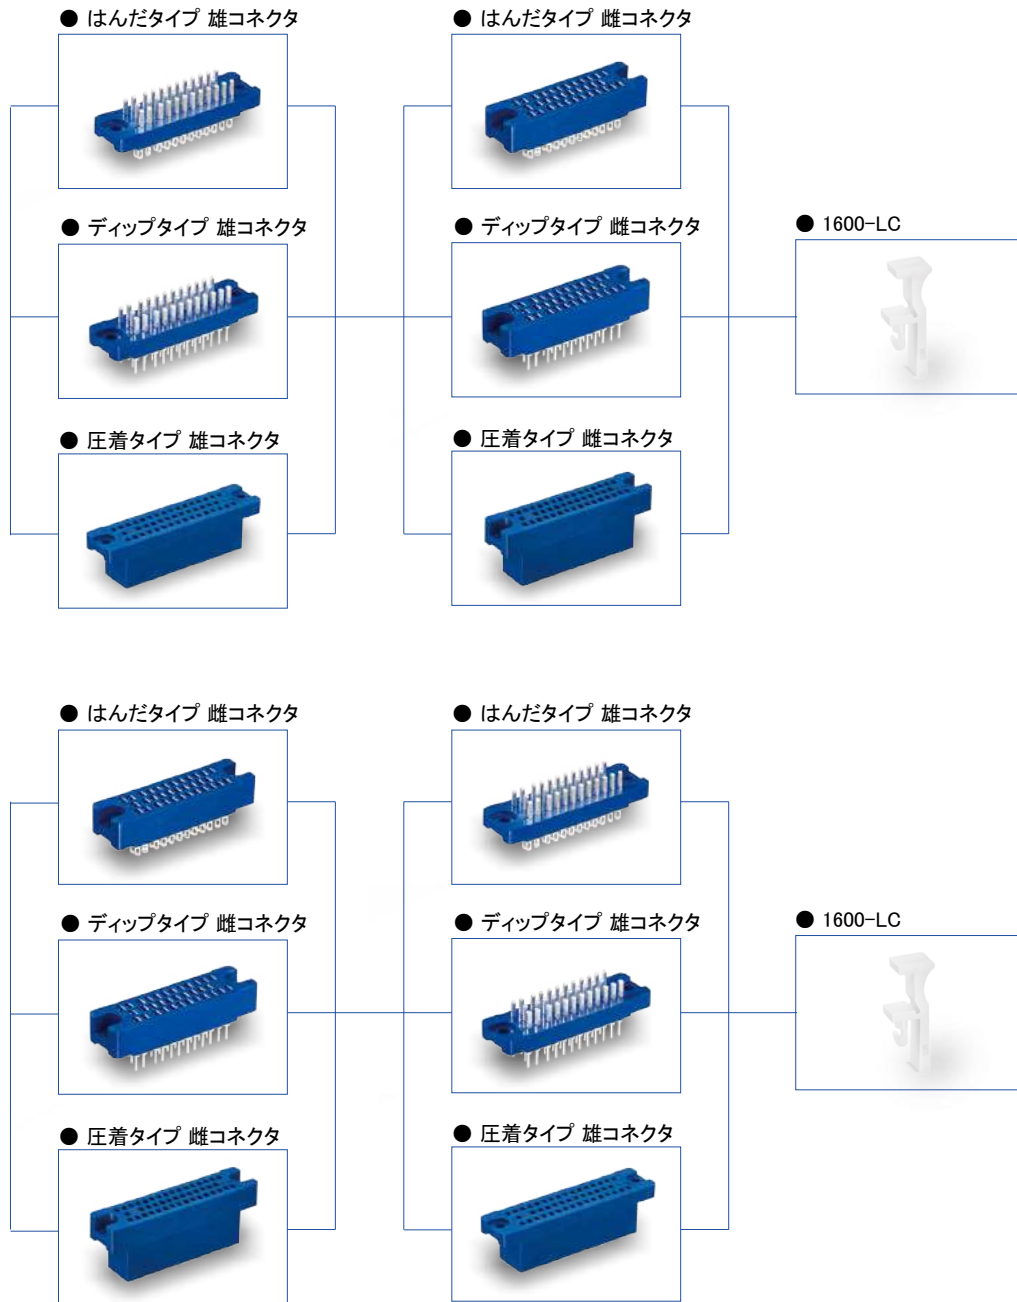 ● はんだタイプ 雄コネクタ
● はんだタイプ 雌コネクタ
● ディップタイプ 雄コネクタ
● ディップタイプ 雌コネクタ
● 1600-LC
● 圧着タイプ 雄コネクタ
● 圧着タイプ 雌コネクタ
● はんだタイプ 雌コネクタ
● はんだタイプ 雄コネクタ
● ディップタイプ 雌コネクタ
● ディップタイプ 雄コネクタ
● 1600-LC
● 圧着タイプ 雌コネクタ
● 圧着タイプ 雄コネクタ